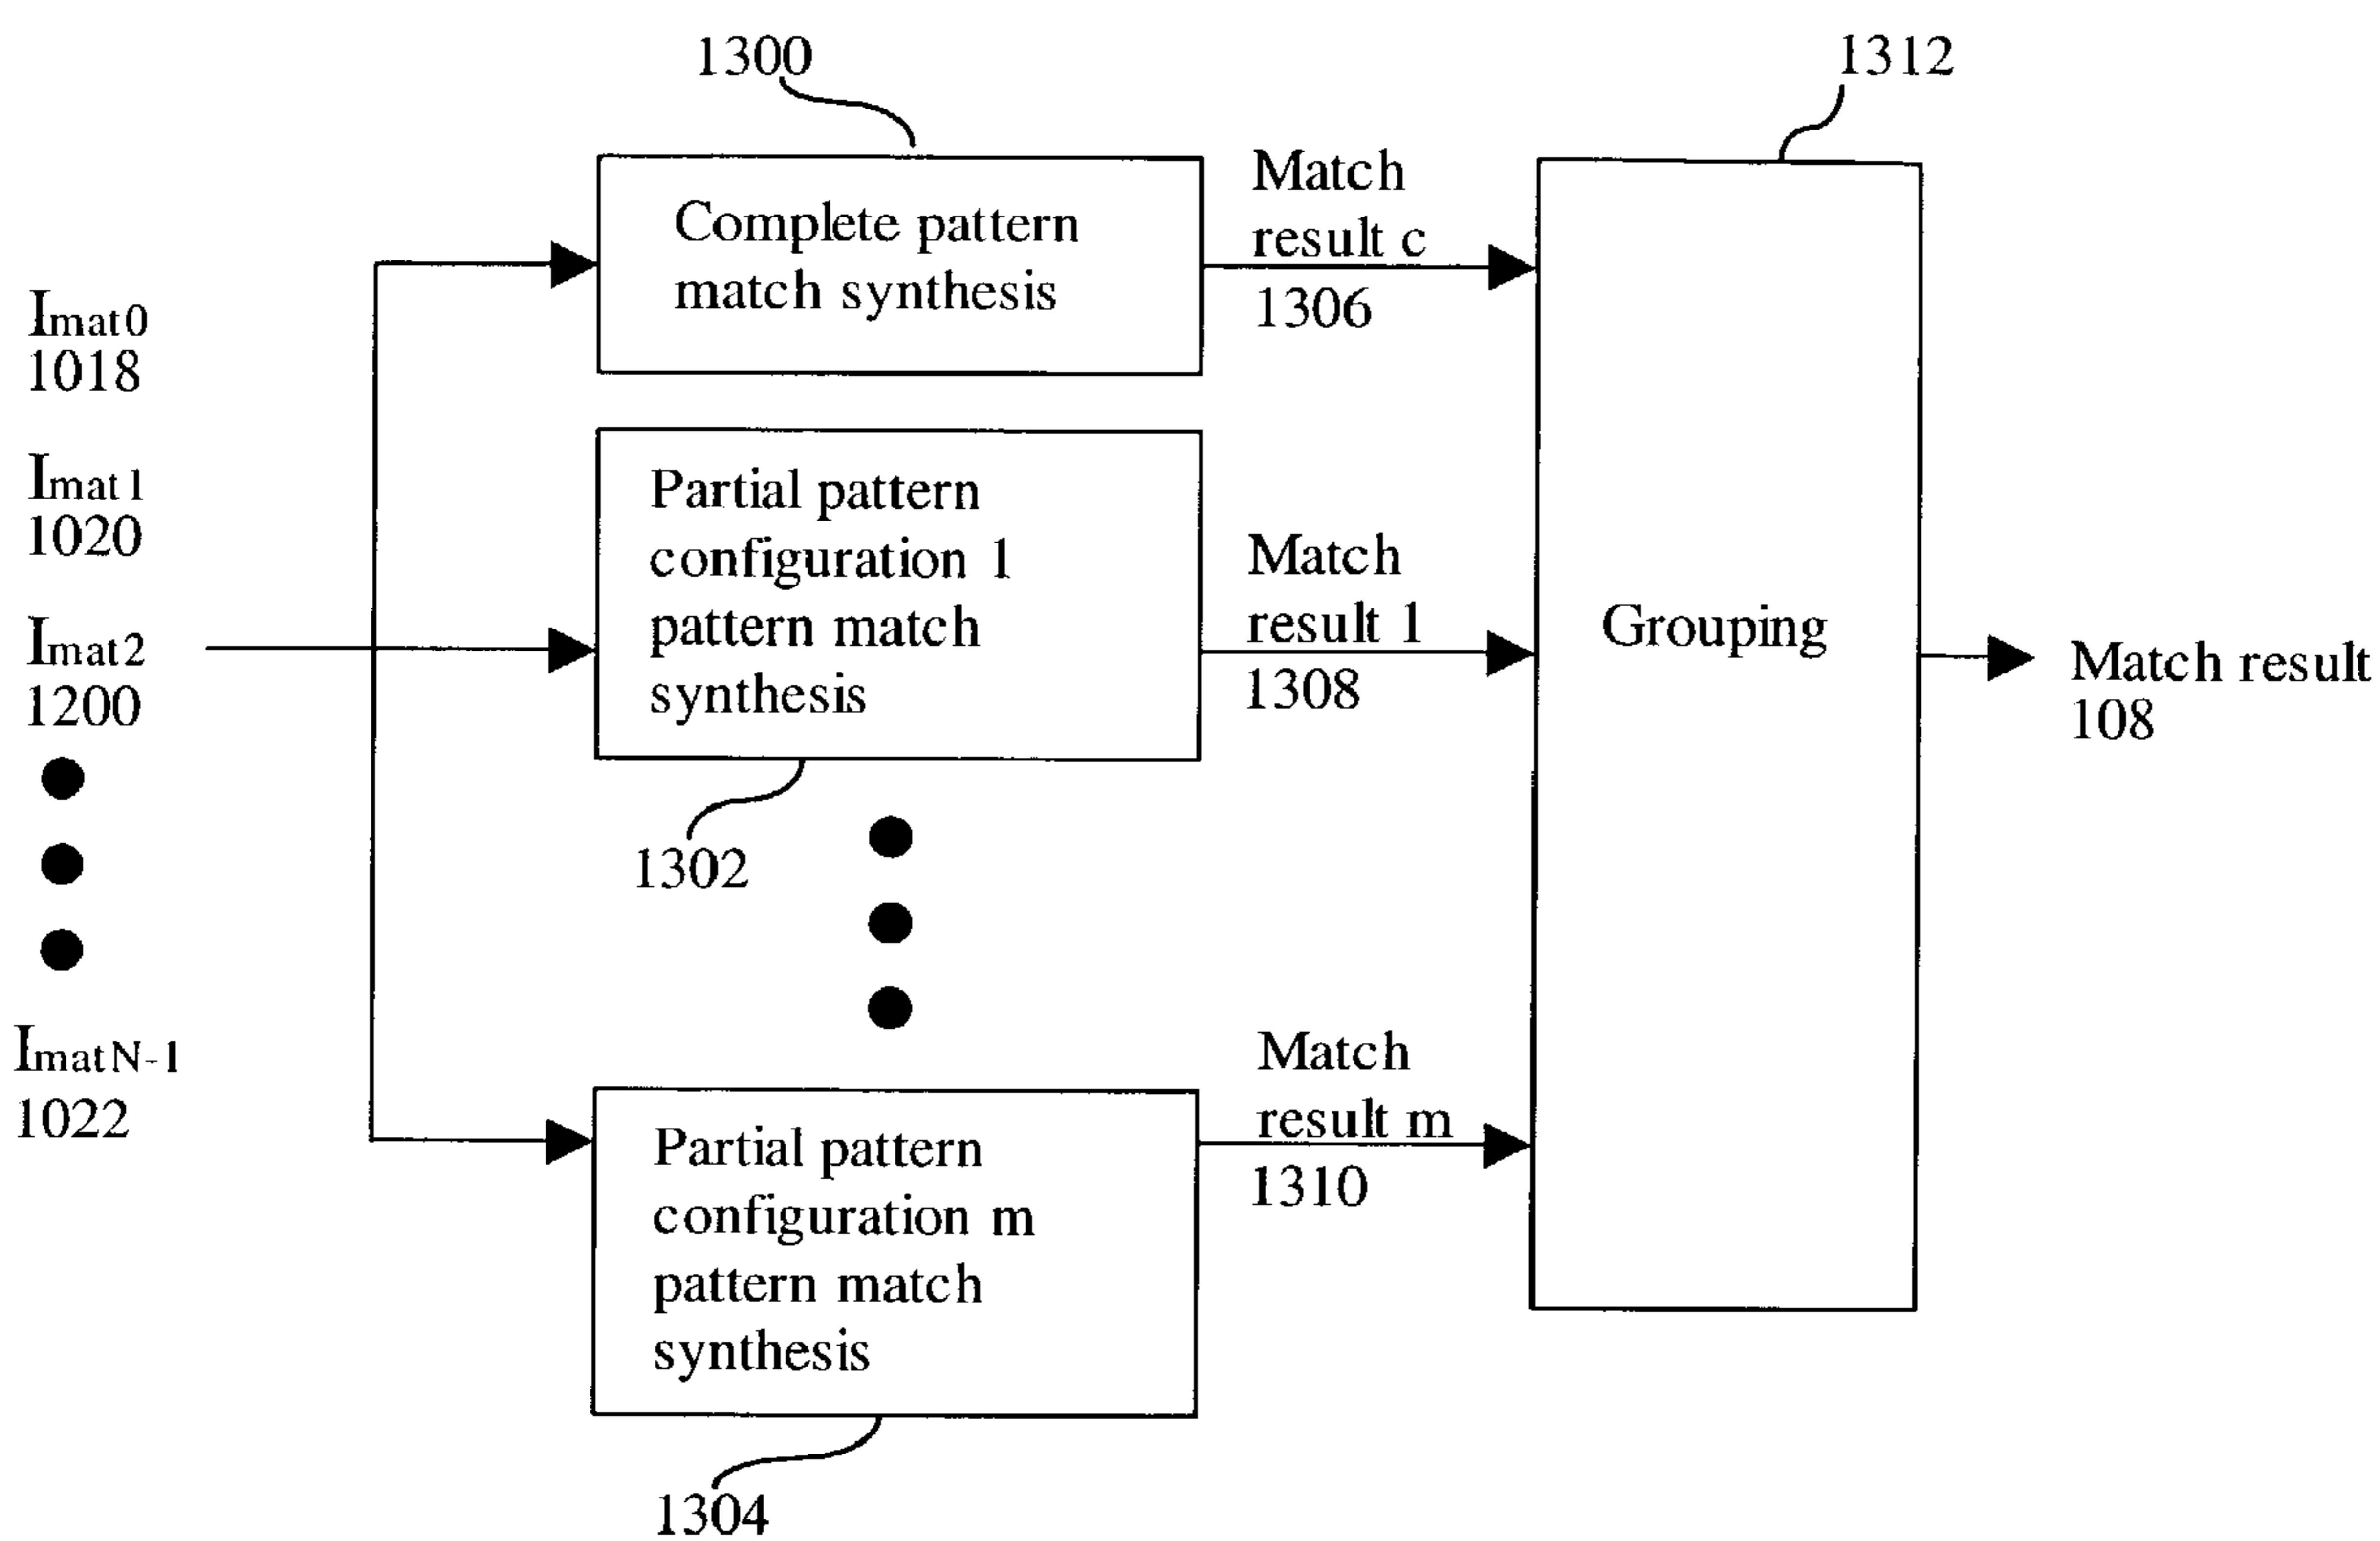 1300
1312
Imat0
1018
Imat1
1020
Imat2
1200
ImatN-1
1022
Complete pattern
match synthesis
Match
result c
1306
Partial pattern
configuration 1
pattern match
synthesis
1302
Match
result 1
1308
Partial pattern
configuration m
pattern match
synthesis
1304
Match
result m
1310
Grouping
Match result
108